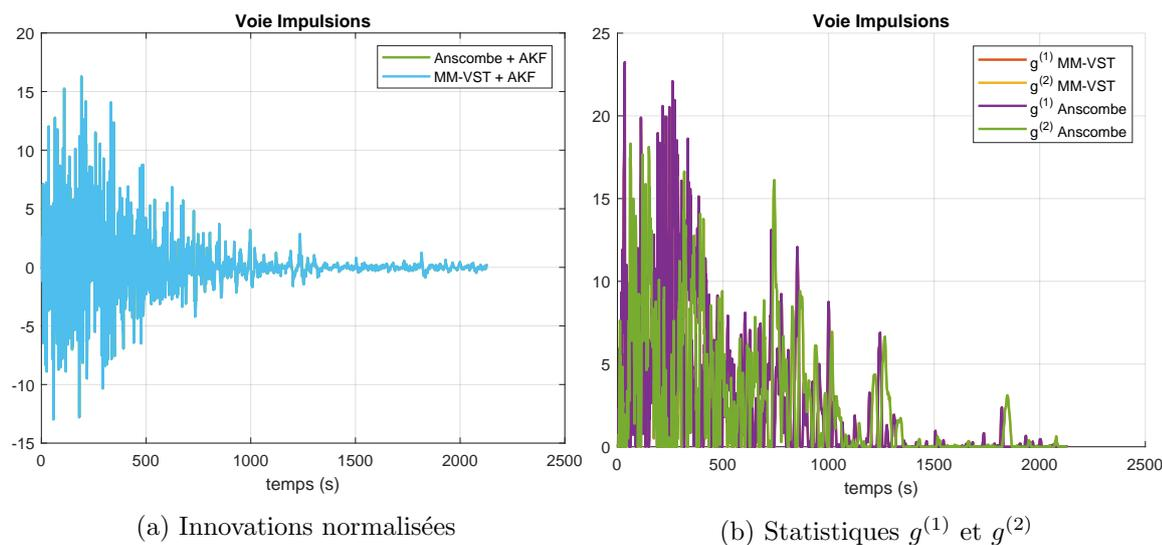 Voie Impulsions
20
15
10
5
0
-5
-10
-15
0 500 1000 1500 2000 2500
temps (s)
Anscombe + AKF
MM-VST + AKF
(a) Innovations normalisées
Voie Impulsions
25
20
15
10
5
0
0 500 1000 1500 2000 2500
temps (s)
g(1) MM-VST
g(2) MM-VST
g(1) Anscombe
g(2) Anscombe
(b) Statistiques g(1) et g(2)